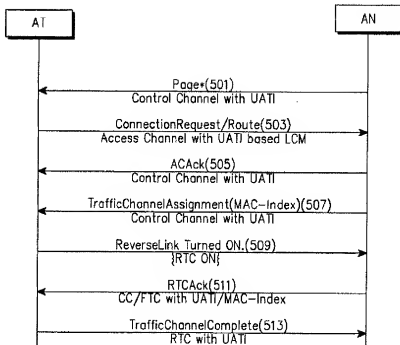 AT
AN
Page*(501)
Control Channel with UATI
ConnectionRequest/Route(503)
Access Channel with UATI based LCM
ACAck(505)
Control Channel with UATI
TrafficChannelAssignment(MAC-Index)(507)
Control Channel with UATI
ReverseLink Turned ON.(509)
}RTC ON{
RTCAck(511)
CC/FTC with UATI/MAC-Index
TrafficChannelComplete(513)
RTC with UATI